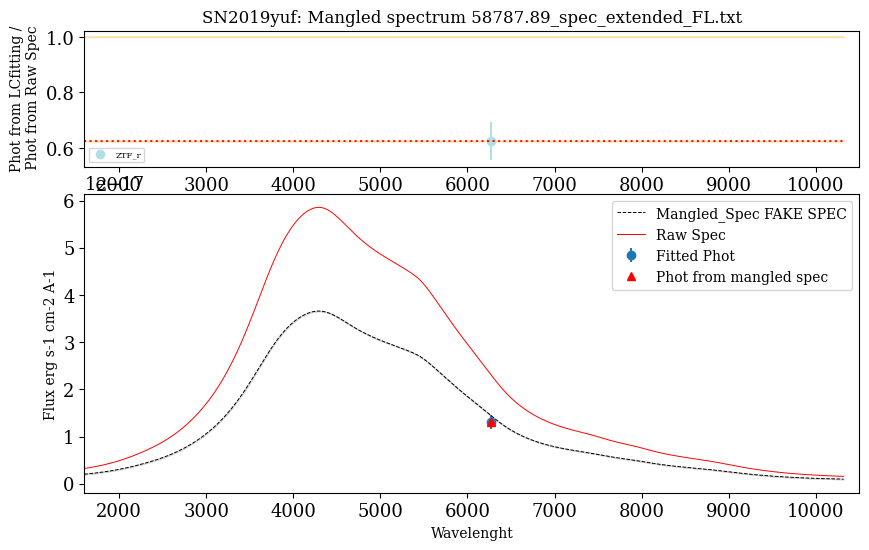 SN2019yuf: Mangled spectrum 58787.89_spec_extended_FL.txt
Phot from LCfitting /
Phot from Raw Spec
1.0
0.8
0.6
ZTF_r
2000 3000 4000 5000 6000 7000 8000 9000 10000
1e−17
6
5
4
3
2
1
0
Flux erg s-1 cm-2 A-1
Mangled_Spec FAKE SPEC
Raw Spec
Fitted Phot
Phot from mangled spec
2000 3000 4000 5000 6000 7000 8000 9000 10000
Wavelenght